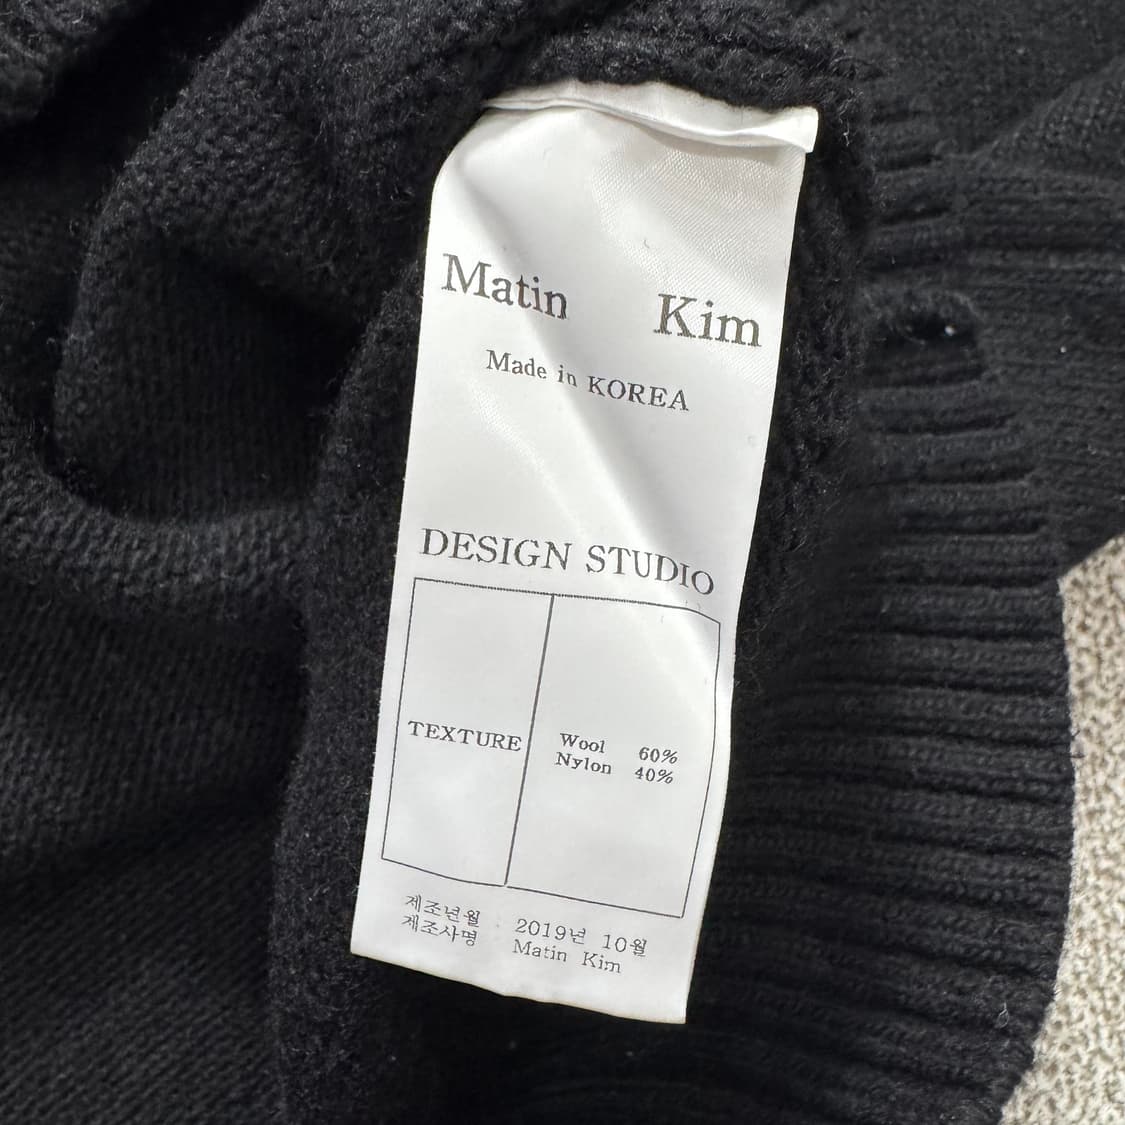 Matin Kim
Made in KOREA
DESIGN STUDIO
TEXTURE
Wool 60%
Nylon 40%
제조년월 : 2019년 10월
제조사명 Matin Kim